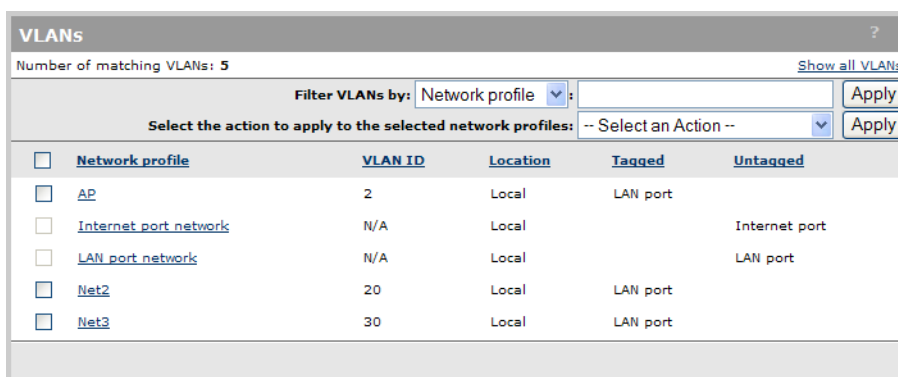 VLANs ?
Number of matching VLANs: 5 Show all VLANs
Filter VLANs by: Network profile : Apply
Select the action to apply to the selected network profiles: -- Select an Action -- Apply
Network profile VLAN ID Location Tagged Untagged
AP 2 Local LAN port
Internet port network N/A Local Internet port
LAN port network N/A Local LAN port
Net2 20 Local LAN port
Net3 30 Local LAN port